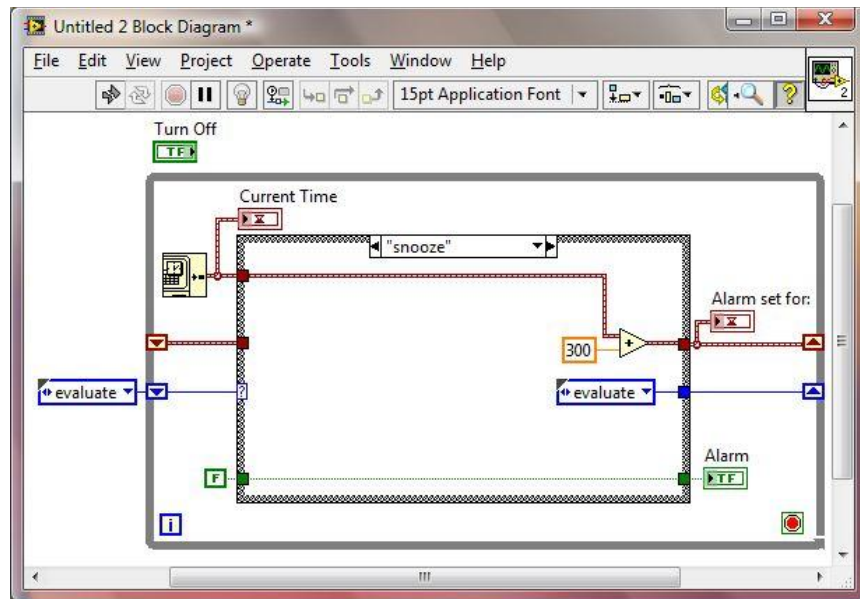 Untitled 2 Block Diagram *
File Edit View Project Operate Tools Window Help
15pt Application Font
2
Turn Off
TF
Current Time
"snooze"
Alarm set for:
300
evaluate
?
evaluate
Alarm
F
TF
i